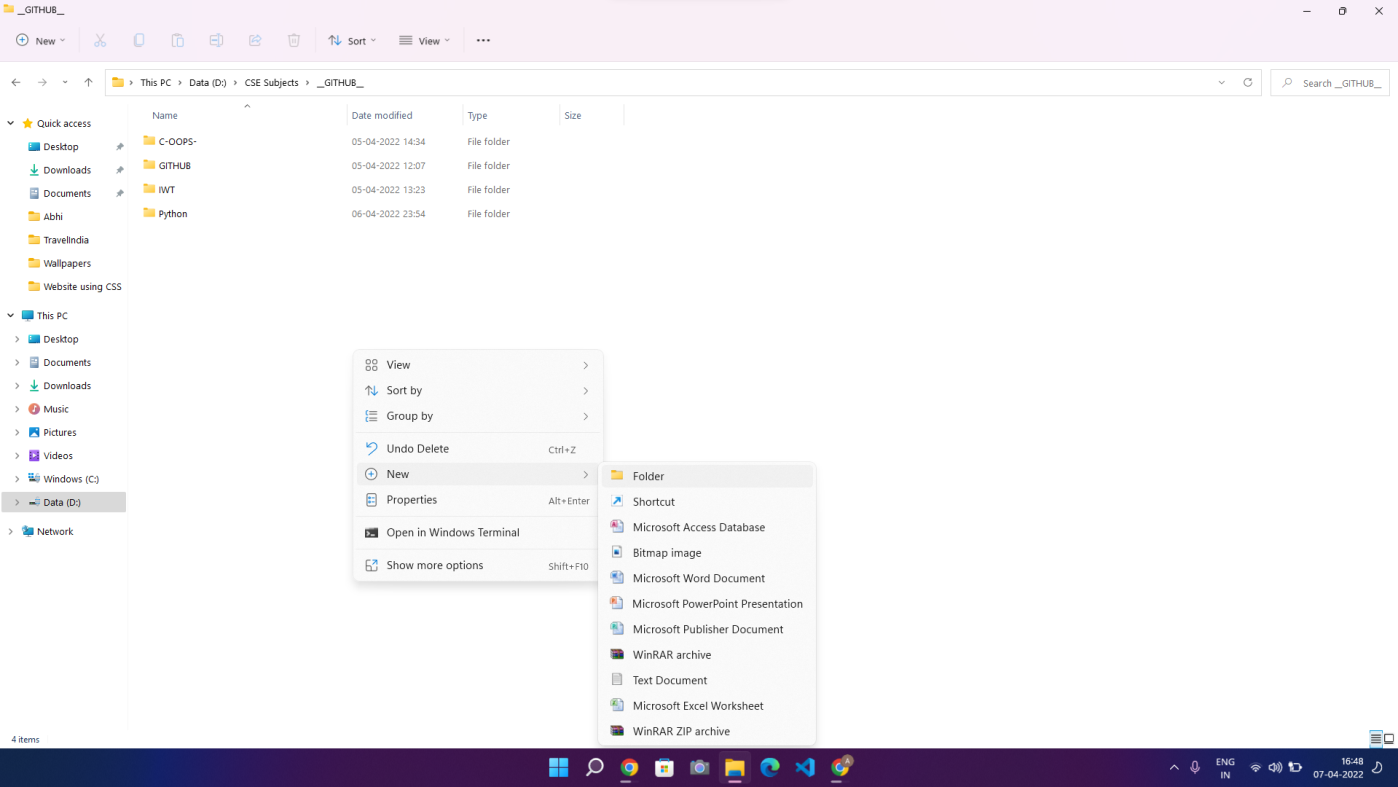 __GITHUB__
New Sort View
This PC Data (D:) CSE Subjects __GITHUB__ Search __GITHUB__
Name Date modified Type Size
C-OOPS- 05-04-2022 14:34 File folder
GITHUB 05-04-2022 12:07 File folder
IWT 05-04-2022 13:23 File folder
Python 06-04-2022 23:54 File folder
Quick access
Desktop
Downloads
Documents
Abhi
TravelIndia
Wallpapers
Website using CSS
This PC
Desktop
Documents
Downloads
Music
Pictures
Videos
Windows (C:)
Data (D:)
Network
View
Sort by
Group by
Undo Delete Ctrl+Z
New
Properties Alt+Enter
Open in Windows Terminal
Show more options Shift+F10
Folder
Shortcut
Microsoft Access Database
Bitmap image
Microsoft Word Document
Microsoft PowerPoint Presentation
Microsoft Publisher Document
WinRAR archive
Text Document
Microsoft Excel Worksheet
WinRAR ZIP archive
4 items
A
ENG
IN
16:48
07-04-2022